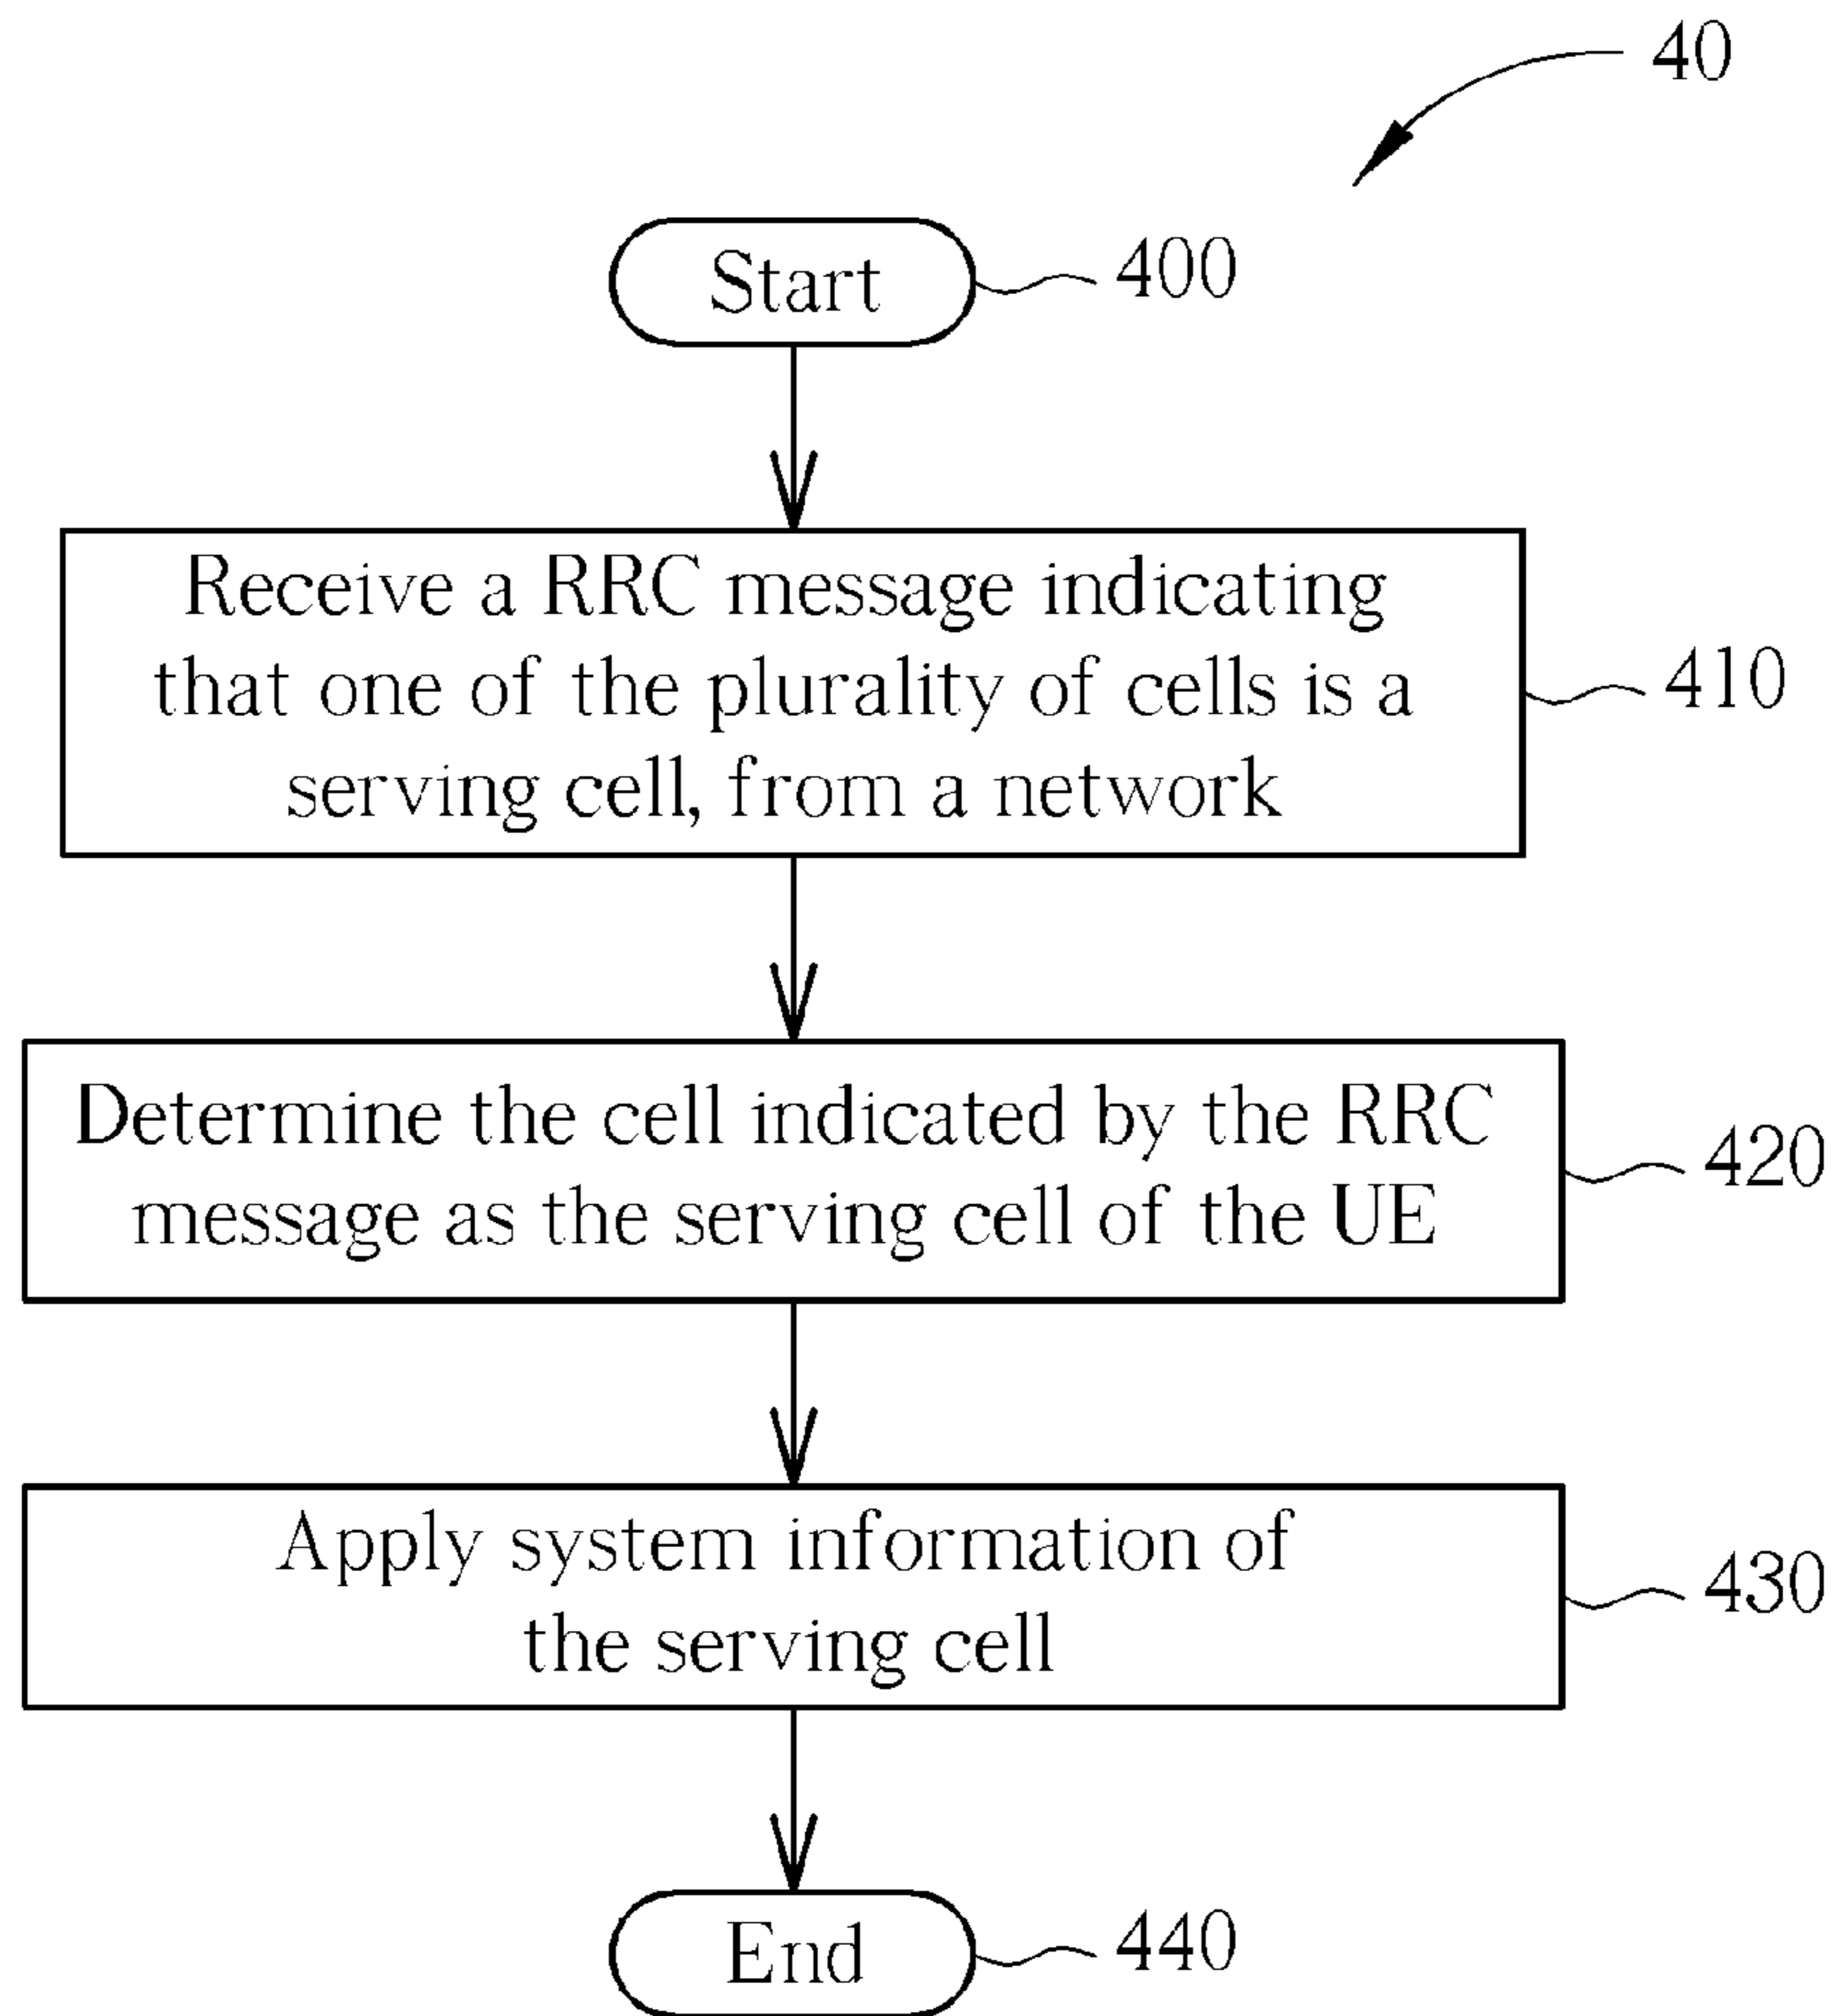 40
Start
400
Receive a RRC message indicating
that one of the plurality of cells is a
serving cell, from a network
410
Determine the cell indicated by the RRC
message as the serving cell of the UE
420
Apply system information of
the serving cell
430
End
440